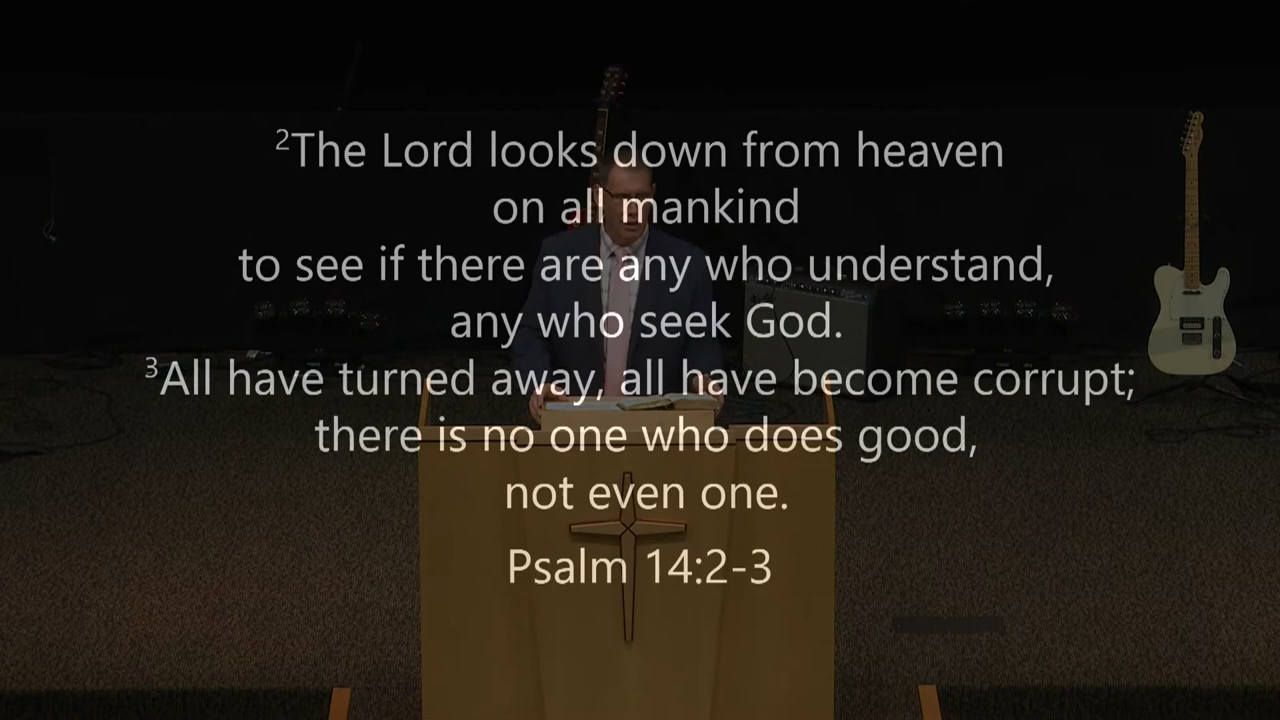 ²The Lord looks down from heaven
on all mankind
to see if there are any who understand,
any who seek God.
³All have turned away, all have become corrupt;
there is no one who does good,
not even one.
Psalm 14:2-3